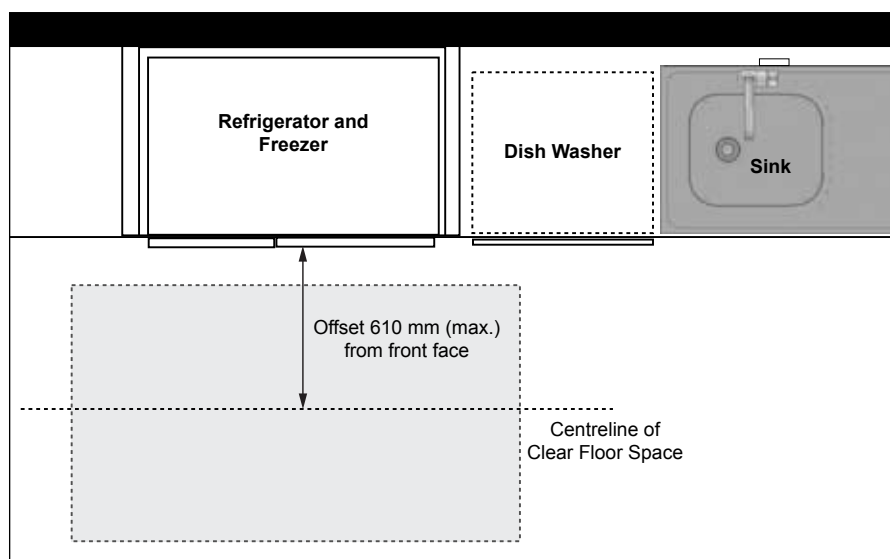 Refrigerator and
Freezer
Dish Washer
Sink
Offset 610 mm (max.)
from front face
Centreline of
Clear Floor Space